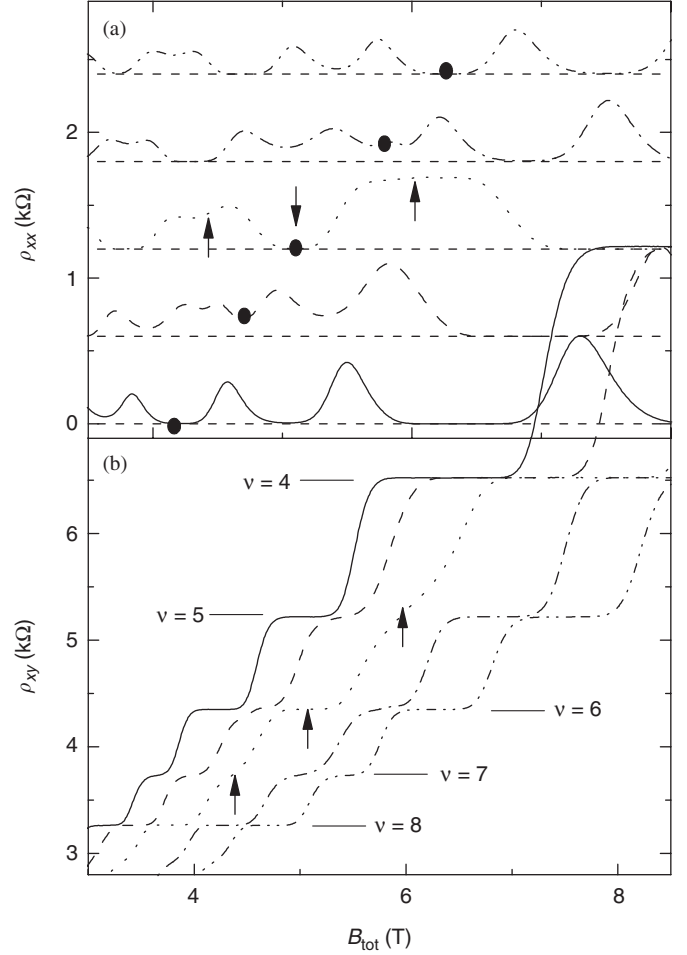 (a)
2
1
0
ρxx (kΩ)
(b)
ν = 4
ν = 5
ν = 6
ν = 7
ν = 8
6
5
4
3
ρxy (kΩ)
4 6 8
Btot (T)